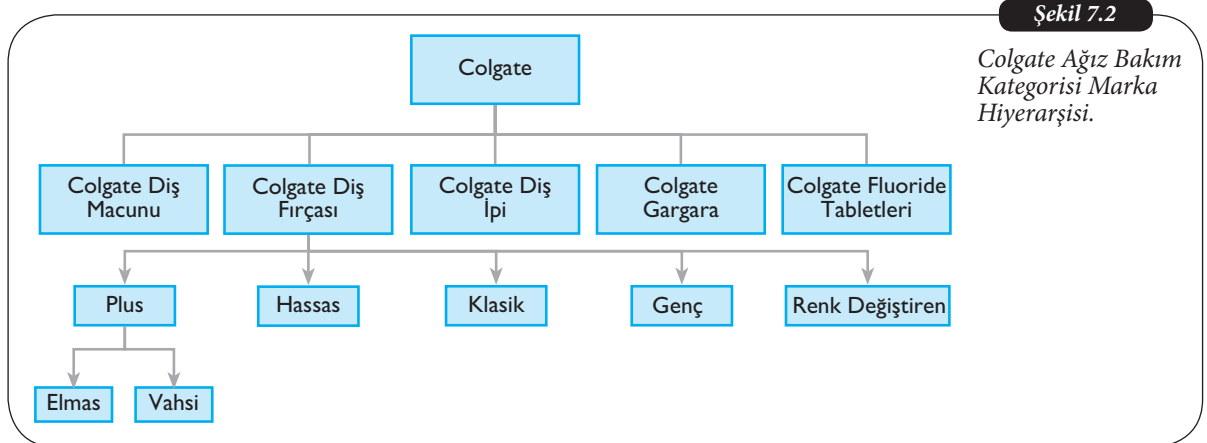 Şekil 7.2
Colgate Ağız Bakım
Kategorisi Marka
Hiyerarşisi.
Colgate
Colgate Diş
Macunu
Colgate Diş
Fırçası
Colgate Diş
İpi
Colgate
Gargara
Colgate Fluoride
Tabletleri
Plus
Hassas
Klasik
Genç
Renk Değiştiren
Elmas
Vahsi